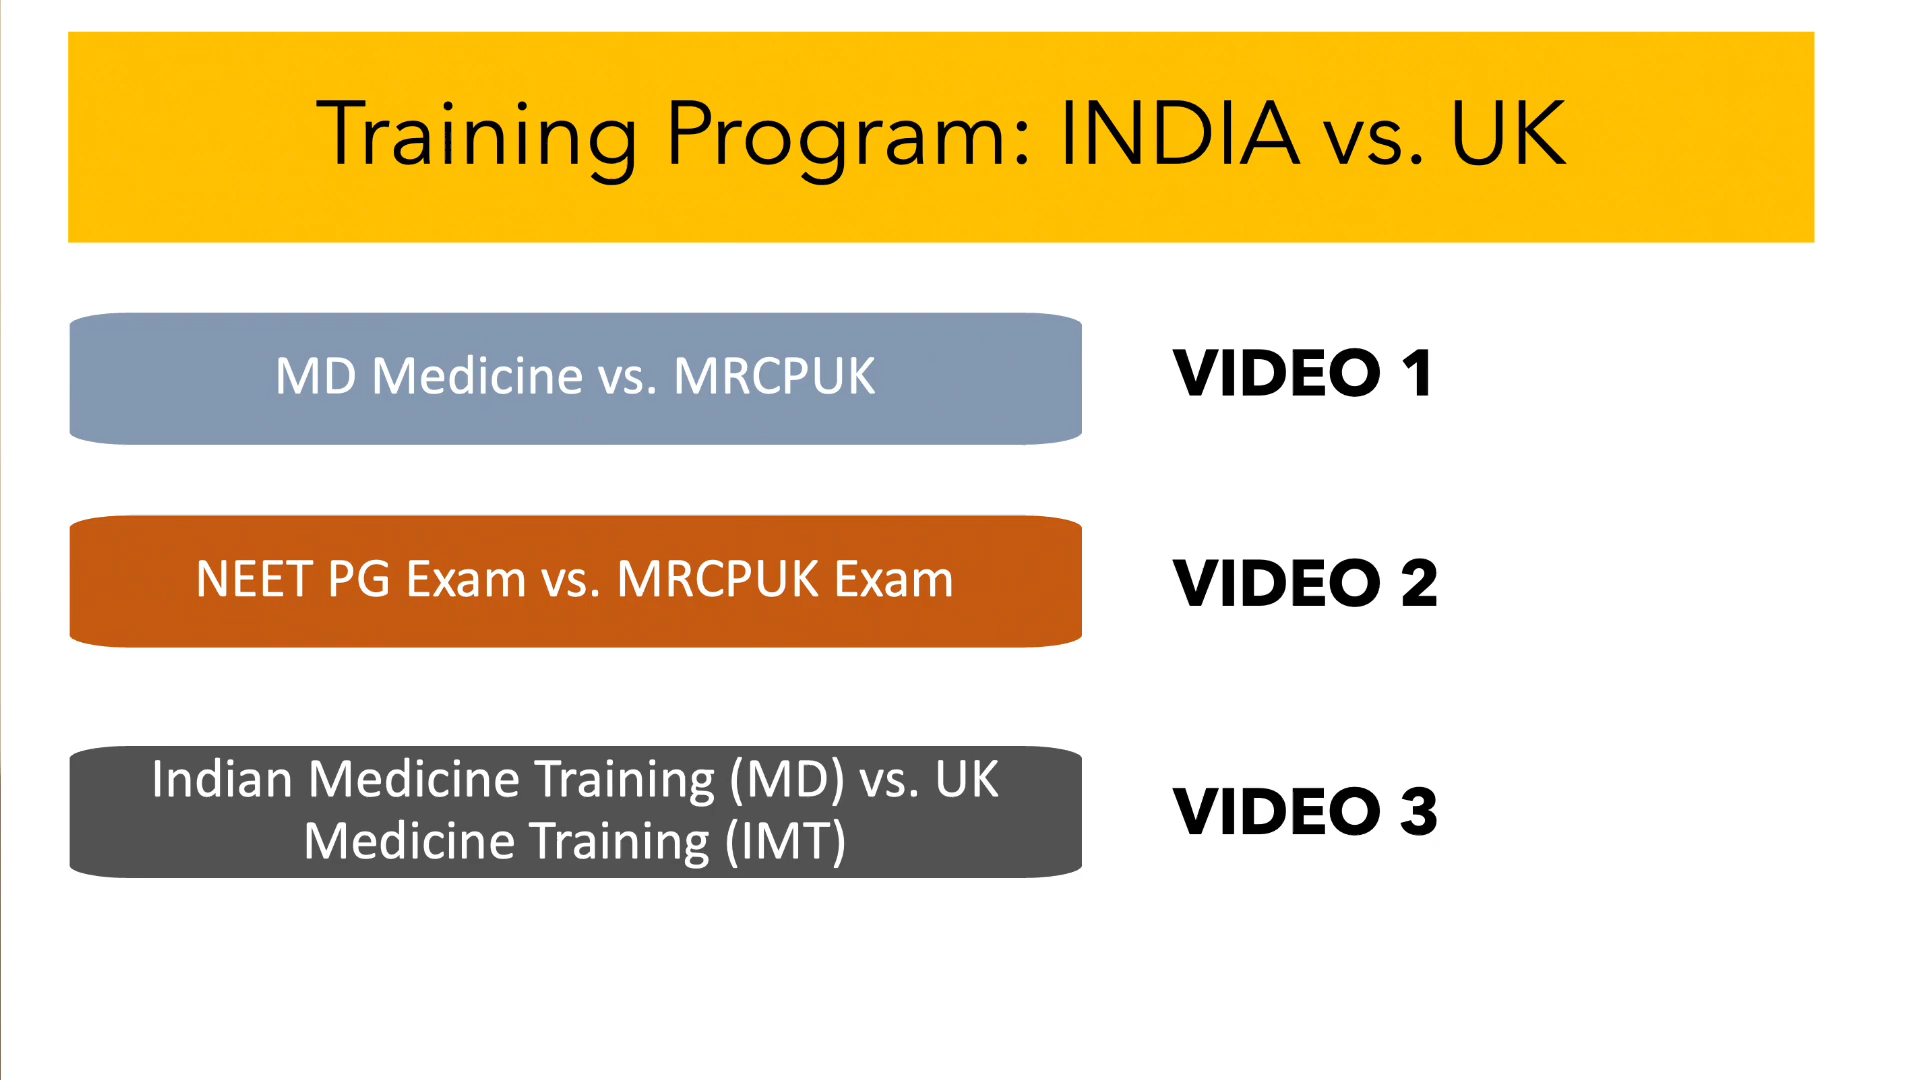 Training Program: INDIA vs. UK
MD Medicine vs. MRCPUK
VIDEO 1
NEET PG Exam vs. MRCPUK Exam
VIDEO 2
Indian Medicine Training (MD) vs. UK
Medicine Training (IMT)
VIDEO 3